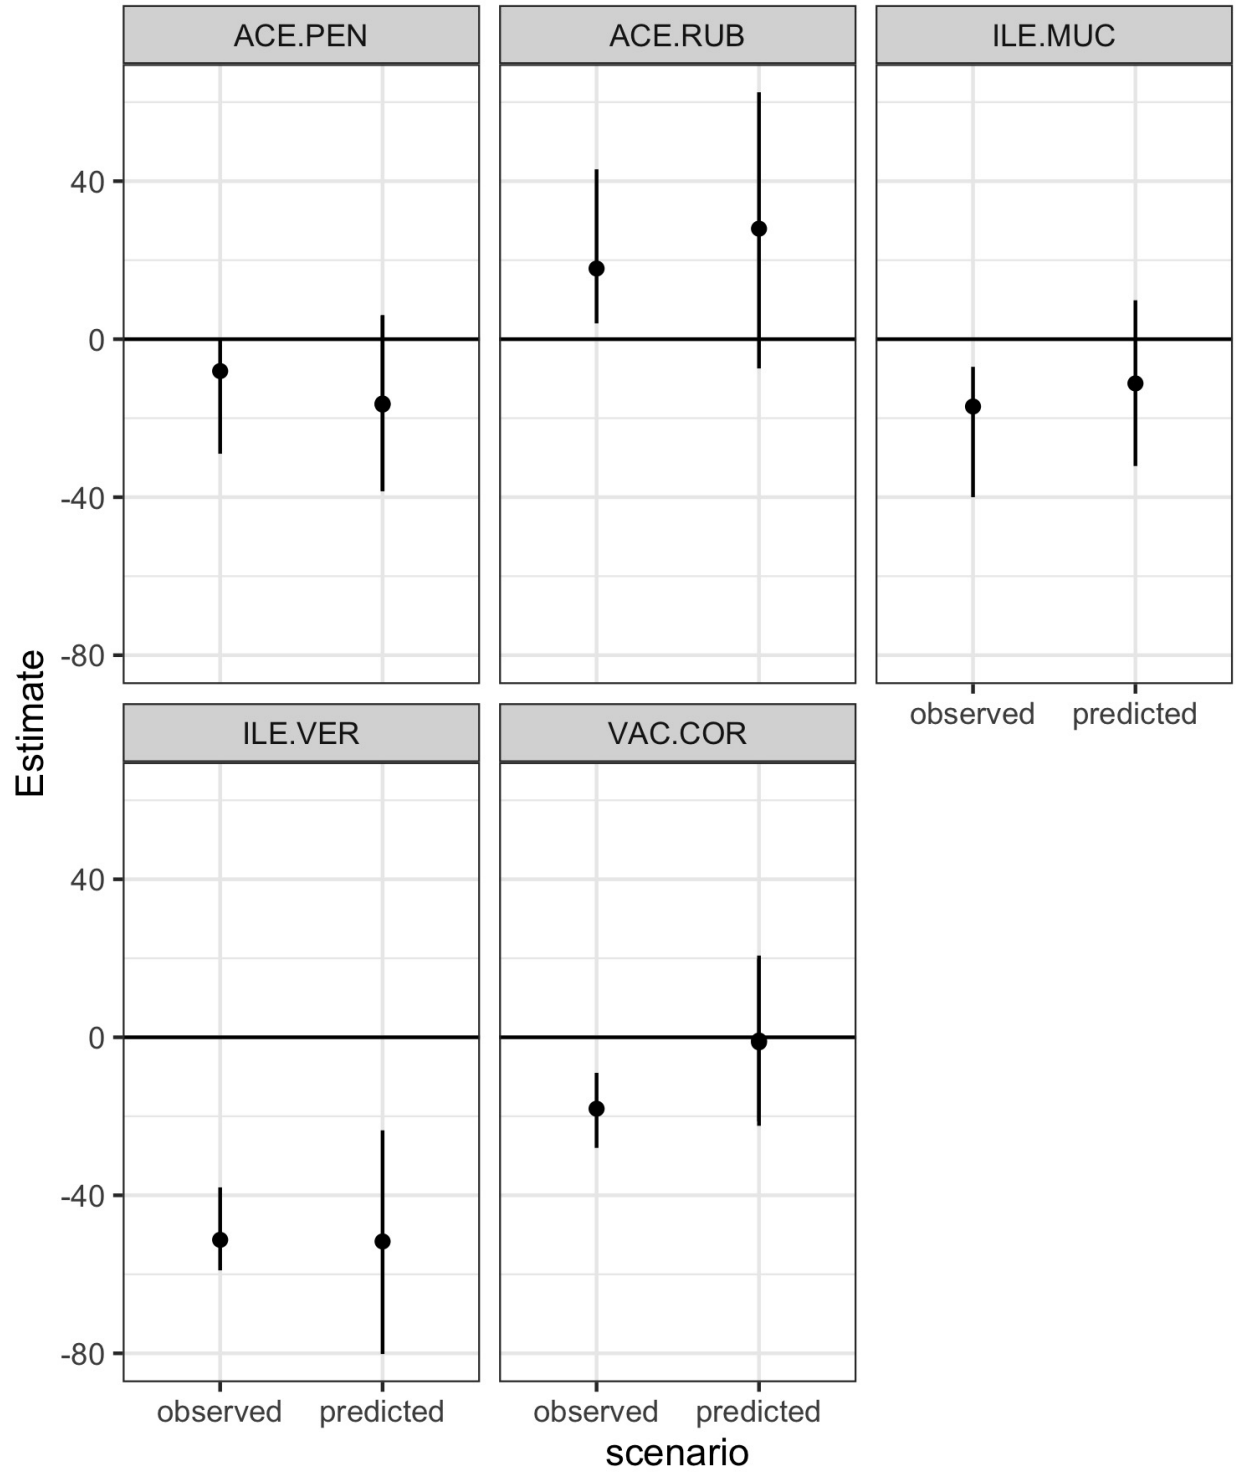 ACE.PEN ACE.RUB ILE.MUC
40
0
-40
-80
observed predicted
Estimate
ILE.VER VAC.COR
40
0
-40
-80
observed predicted observed predicted
scenario